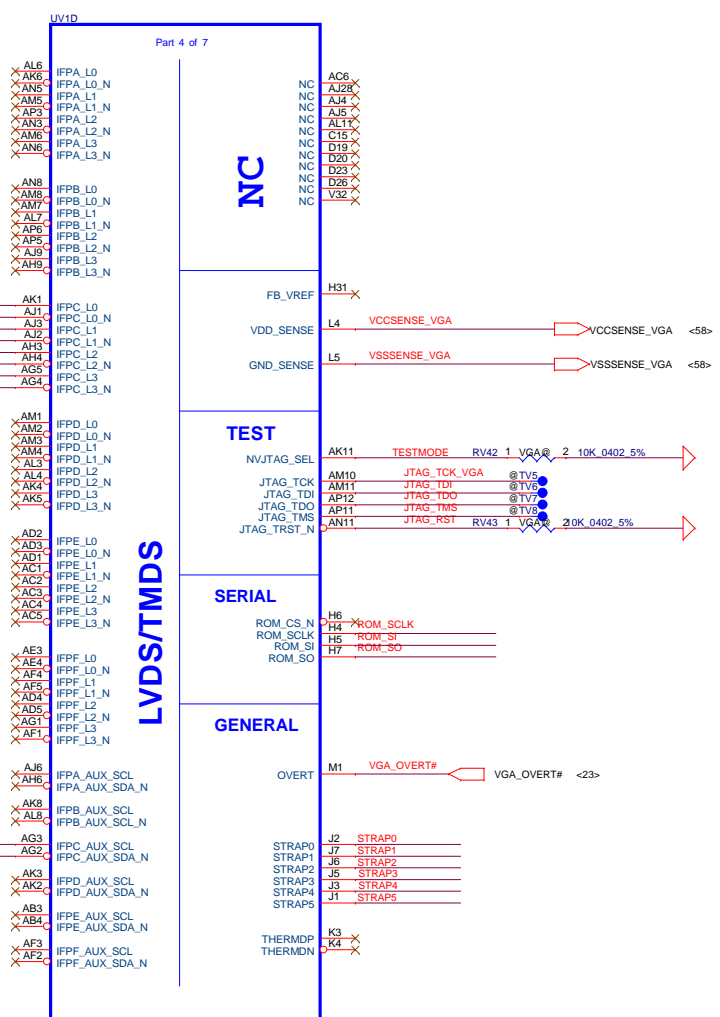 UV1D
Part 4 of 7
AL6 IFPA_L0
AK6 IFPA_L0_N
AN5 IFPA_L1
AM5 IFPA_L1_N
AP3 IFPA_L2
AN3 IFPA_L2_N
AM6 IFPA_L3
AN6 IFPA_L3_N
AN8 IFPB_L0
AM8 IFPB_L0_N
AM7 IFPB_L1
AL7 IFPB_L1_N
AP6 IFPB_L2
AP5 IFPB_L2_N
AJ9 IFPB_L3
AH9 IFPB_L3_N
AK1 IFPC_L0
AJ1 IFPC_L0_N
AJ3 IFPC_L1
AJ2 IFPC_L1_N
AH3 IFPC_L2
AH4 IFPC_L2_N
AG5 IFPC_L3
AG4 IFPC_L3_N
AM1 IFPD_L0
AM2 IFPD_L0_N
AM3 IFPD_L1
AM4 IFPD_L1_N
AL3 IFPD_L2
AL4 IFPD_L2_N
AK4 IFPD_L3
AK5 IFPD_L3_N
AD2 IFPE_L0
AD3 IFPE_L0_N
AD1 IFPE_L1
AC1 IFPE_L1_N
AC2 IFPE_L2
AC3 IFPE_L2_N
AC4 IFPE_L3
AC5 IFPE_L3_N
AE3 IFPF_L0
AE4 IFPF_L0_N
AF4 IFPF_L1
AF5 IFPF_L1_N
AD4 IFPF_L2
AD5 IFPF_L2_N
AG1 IFPF_L3
AF1 IFPF_L3_N
AJ6 IFPA_AUX_SCL
AH6 IFPA_AUX_SDA_N
AK8 IFPB_AUX_SCL
AL8 IFPB_AUX_SCL_N
AG3 IFPC_AUX_SCL
AG2 IFPC_AUX_SDA_N
AK3 IFPD_AUX_SCL
AK2 IFPD_AUX_SDA_N
AB3 IFPE_AUX_SCL
AB4 IFPE_AUX_SDA_N
AF3 IFPF_AUX_SCL
AF2 IFPF_AUX_SDA_N
LVDS/TMDS
NC
NC AC6
NC AJ28
NC AJ4
NC AJ5
NC AL11
NC C15
NC D19
NC D20
NC D23
NC D26
NC V32
FB_VREF H31
VDD_SENSE L4 VCCSENSE_VGA VCCSENSE_VGA <58>
GND_SENSE L5 VSSSENSE_VGA VSSSENSE_VGA <58>
TEST
NVJTAG_SEL AK11 TESTMODE RV42 1 VGA@ 2 10K_0402_5%
JTAG_TCK AM10 JTAG_TCK_VGA @TV5
JTAG_TDI AM11 JTAG_TDI @TV6
JTAG_TDO AP12 JTAG_TDO @TV7
JTAG_TMS AP11 JTAG_TMS @TV8
JTAG_TRST_N AN11 JTAG_RST RV43 1 VGA@ 2 10K_0402_5%
SERIAL
ROM_CS_N H6
ROM_SCLK H4 ROM_SCLK
ROM_SI H5 ROM_SI
ROM_SO H7 ROM_SO
GENERAL
OVERT M1 VGA_OVERT# VGA_OVERT# <23>
STRAP0 J2 STRAP0
STRAP1 J7 STRAP1
STRAP2 J6 STRAP2
STRAP3 J5 STRAP3
STRAP4 J3 STRAP4
STRAP5 J1 STRAP5
THERMDP K3
THERMDN K4